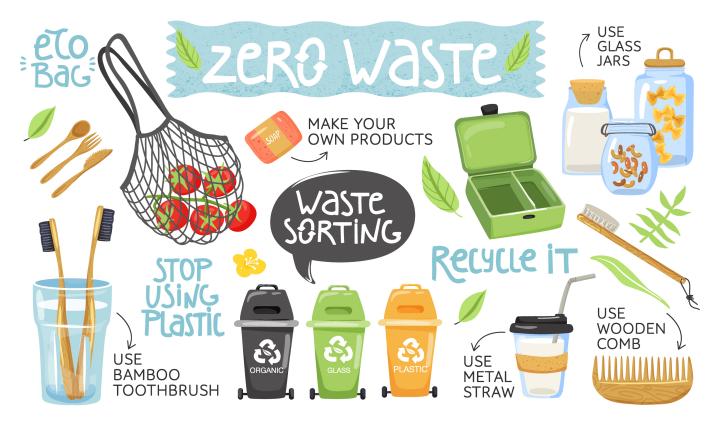 ZERO WASTE
ECO
BAG
USE
GLASS
JARS
SOAP
MAKE YOUR
OWN PRODUCTS
WASTE
SORTING
RECYCLE IT
STOP
USING
PLASTIC
USE
BAMBOO
TOOTHBRUSH
ORGANIC
GLASS
PLASTIC
USE
METAL
STRAW
USE
WOODEN
COMB